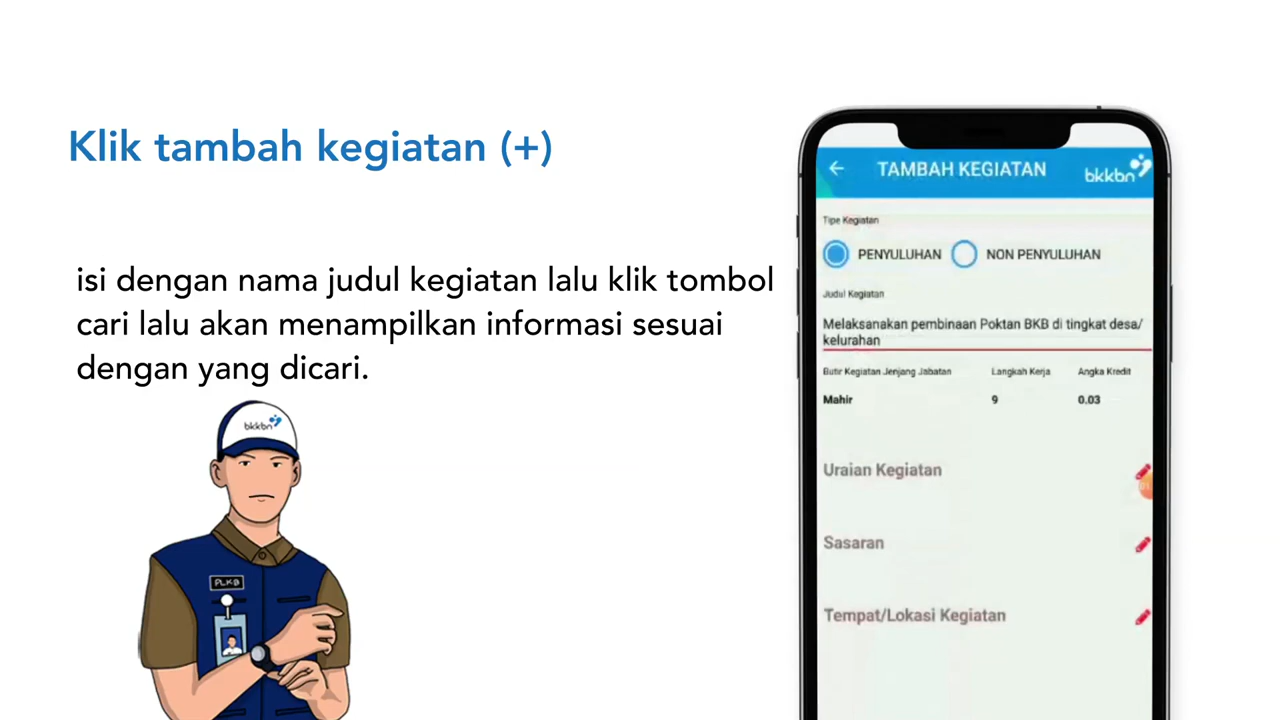 Klik tambah kegiatan (+)
isi dengan nama judul kegiatan lalu klik tombol
cari lalu akan menampilkan informasi sesuai
dengan yang dicari.
bkkbn
PLKB
TAMBAH KEGIATAN
bkkbn
Tipe Kegiatan
PENYULUHAN NON PENYULUHAN
Judul Kegiatan
Melaksanakan pembinaan Poktan BKB di tingkat desa/
kelurahan
Butir Kegiatan Jenjang Jabatan Langkah Kerja Angka Kredit
Mahir 9 0.03
Uraian Kegiatan
Sasaran
Tempat/Lokasi Kegiatan